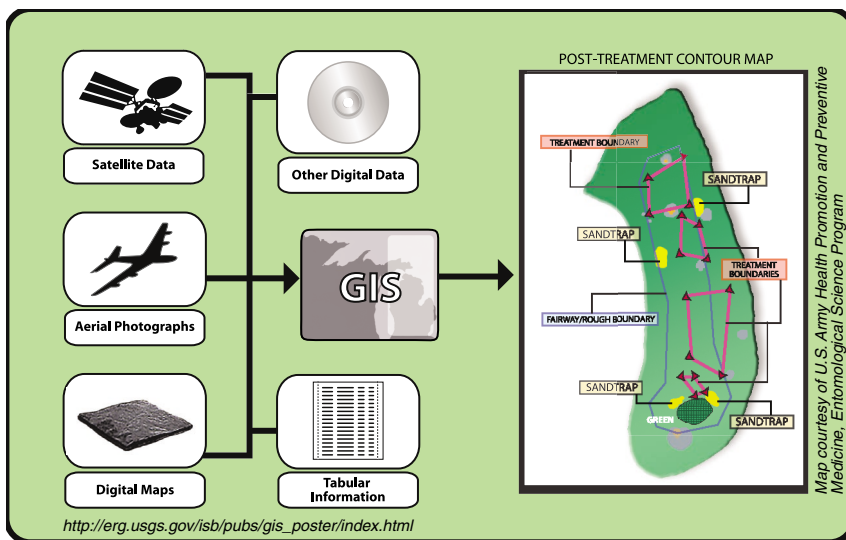 Satellite Data
Other Digital Data
Aerial Photographs
GIS
Digital Maps
Tabular
Information
http://erg.usgs.gov/isb/pubs/gis_poster/index.html
POST-TREATMENT CONTOUR MAP
TREATMENT BOUNDARY
SANDTRAP
SANDTRAP
TREATMENT
BOUNDARIES
FAIRWAY/ROUGH BOUNDARY
SANDTRAP
GREEN
SANDTRAP
Map courtesy of U.S. Army Health Promotion and Preventive
Medicine, Entomological Science Program